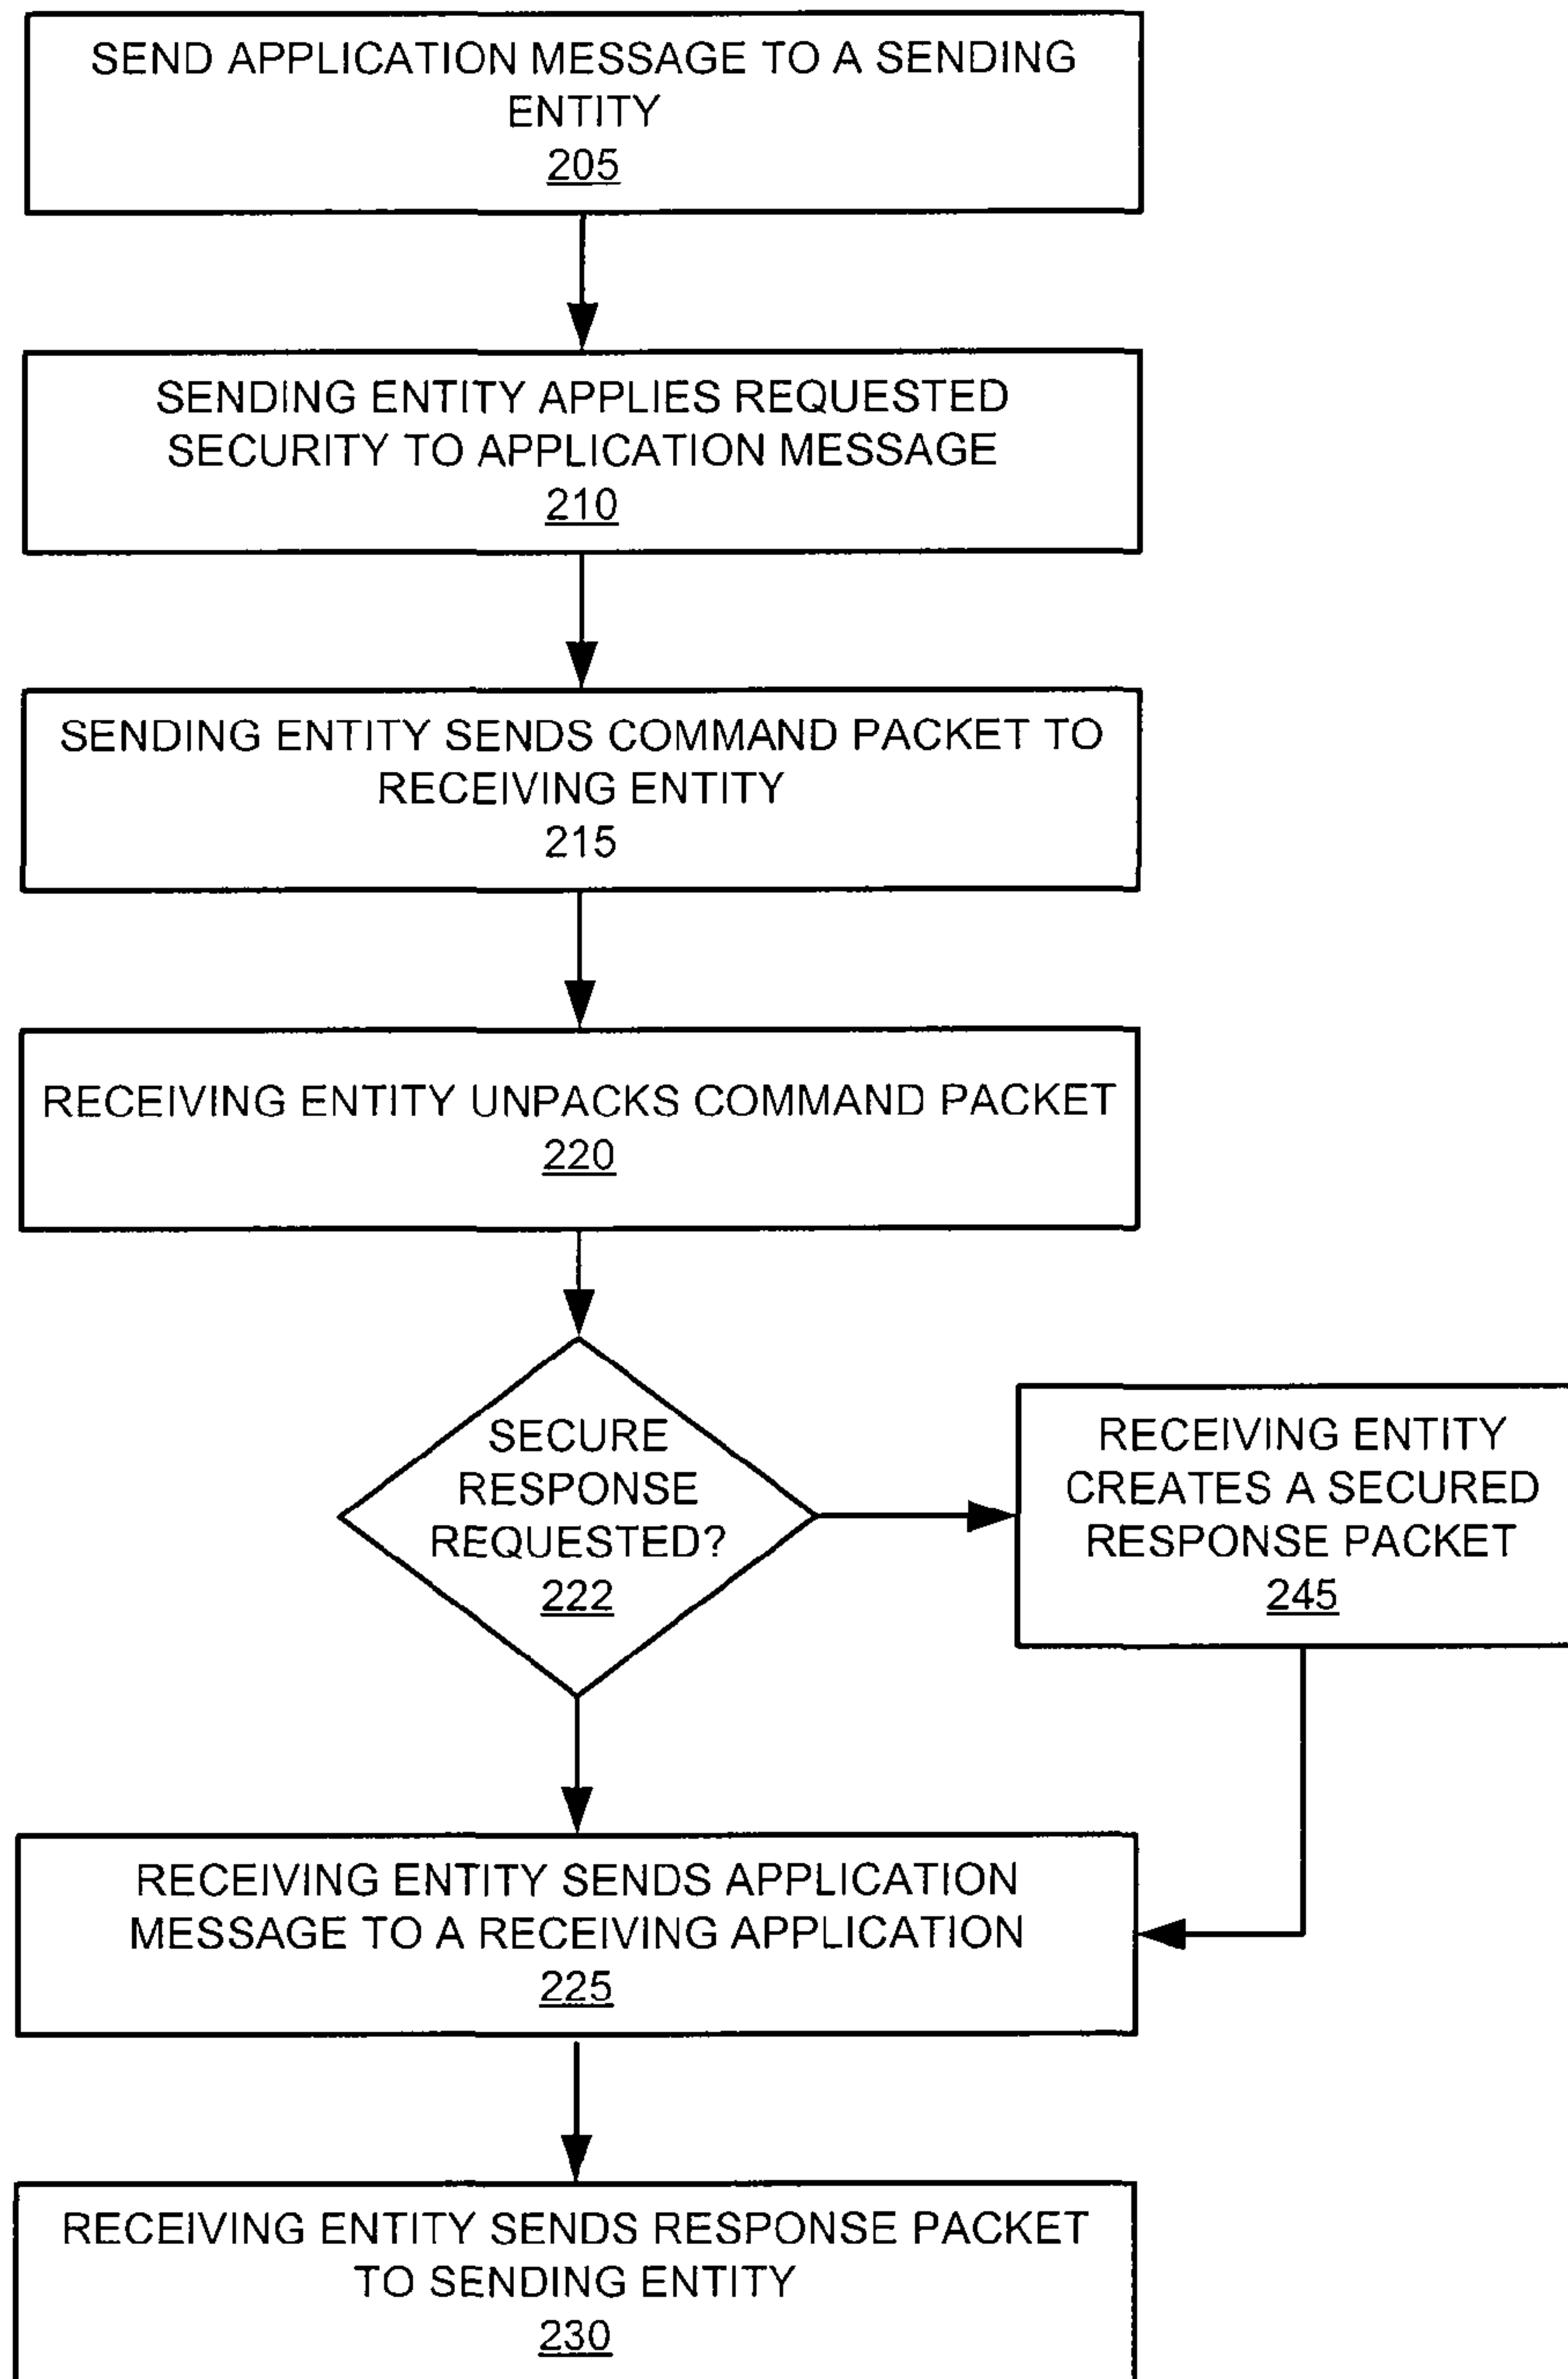 SEND APPLICATION MESSAGE TO A SENDING
ENTITY
205
SENDING ENTITY APPLIES REQUESTED
SECURITY TO APPLICATION MESSAGE
210
SENDING ENTITY SENDS COMMAND PACKET TO
RECEIVING ENTITY
215
RECEIVING ENTITY UNPACKS COMMAND PACKET
220
SECURE
RESPONSE
REQUESTED?
222
RECEIVING ENTITY
CREATES A SECURED
RESPONSE PACKET
245
RECEIVING ENTITY SENDS APPLICATION
MESSAGE TO A RECEIVING APPLICATION
225
RECEIVING ENTITY SENDS RESPONSE PACKET
TO SENDING ENTITY
230